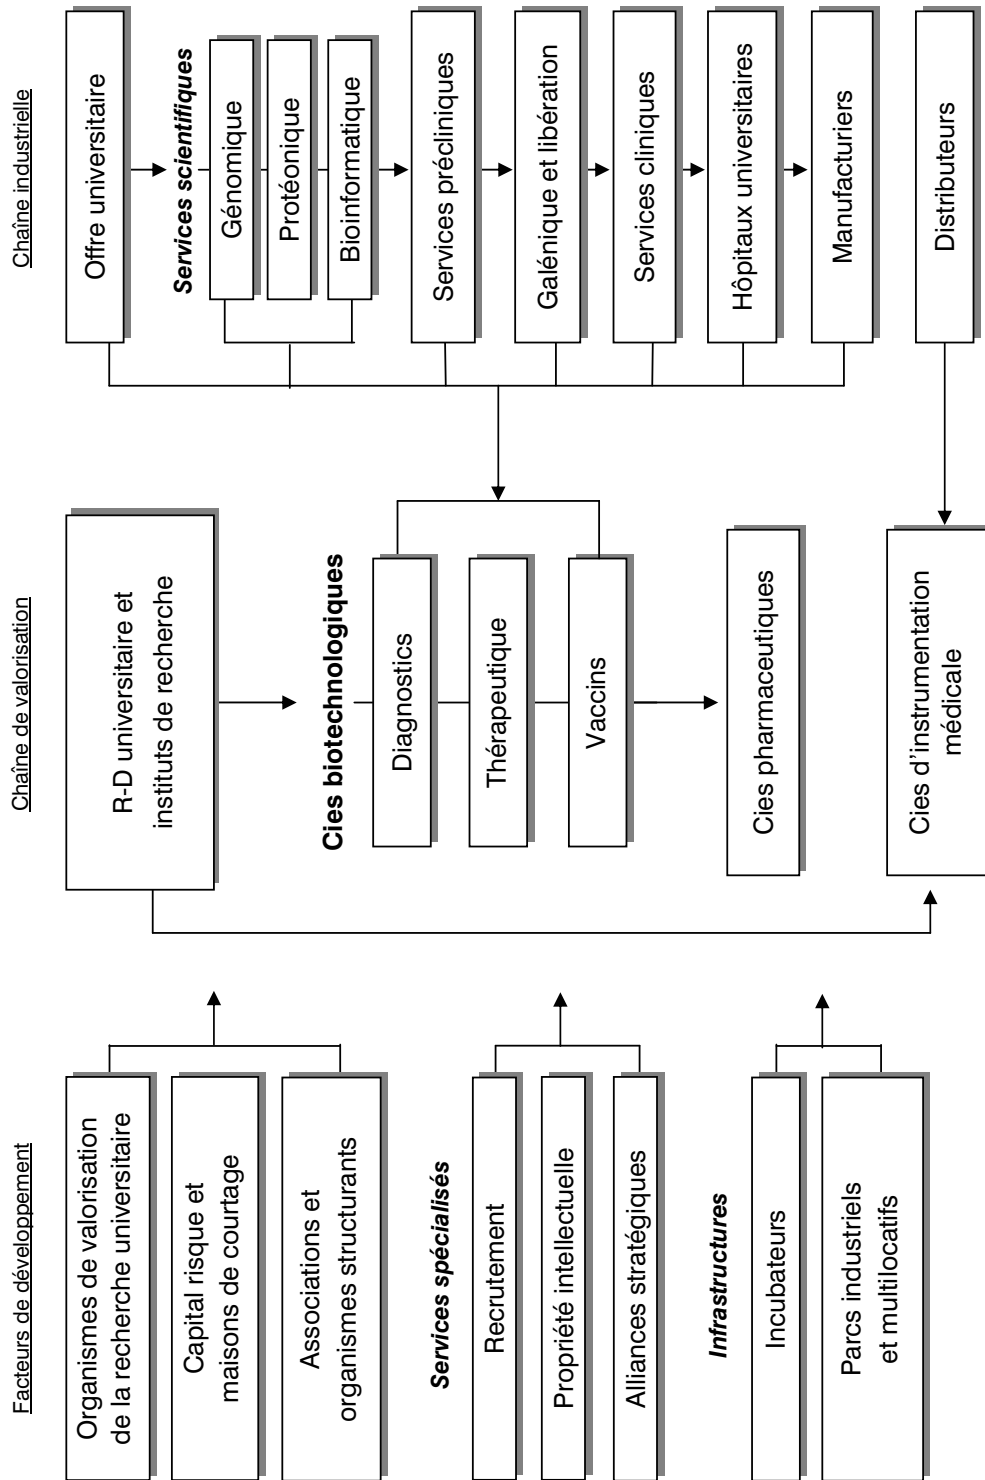 Facteurs de développement
Organismes de valorisation
de la recherche universitaire
Capital risque et
maisons de courtage
Associations et
organismes structurants
Services spécialisés
Recrutement
Propriété intellectuelle
Alliances stratégiques
Infrastructures
Incubateurs
Parcs industriels
et multilocatifs
Chaîne de valorisation
R-D universitaire et
instituts de recherche
Cies biotechnologiques
Diagnostics
Thérapeutique
Vaccins
Cies pharmaceutiques
Cies d'instrumentation
médicale
Chaîne industrielle
Offre universitaire
Services scientifiques
Génomique
Protéonique
Bioinformatique
Services précliniques
Galénique et libération
Services cliniques
Hôpitaux universitaires
Manufacturiers
Distributeurs